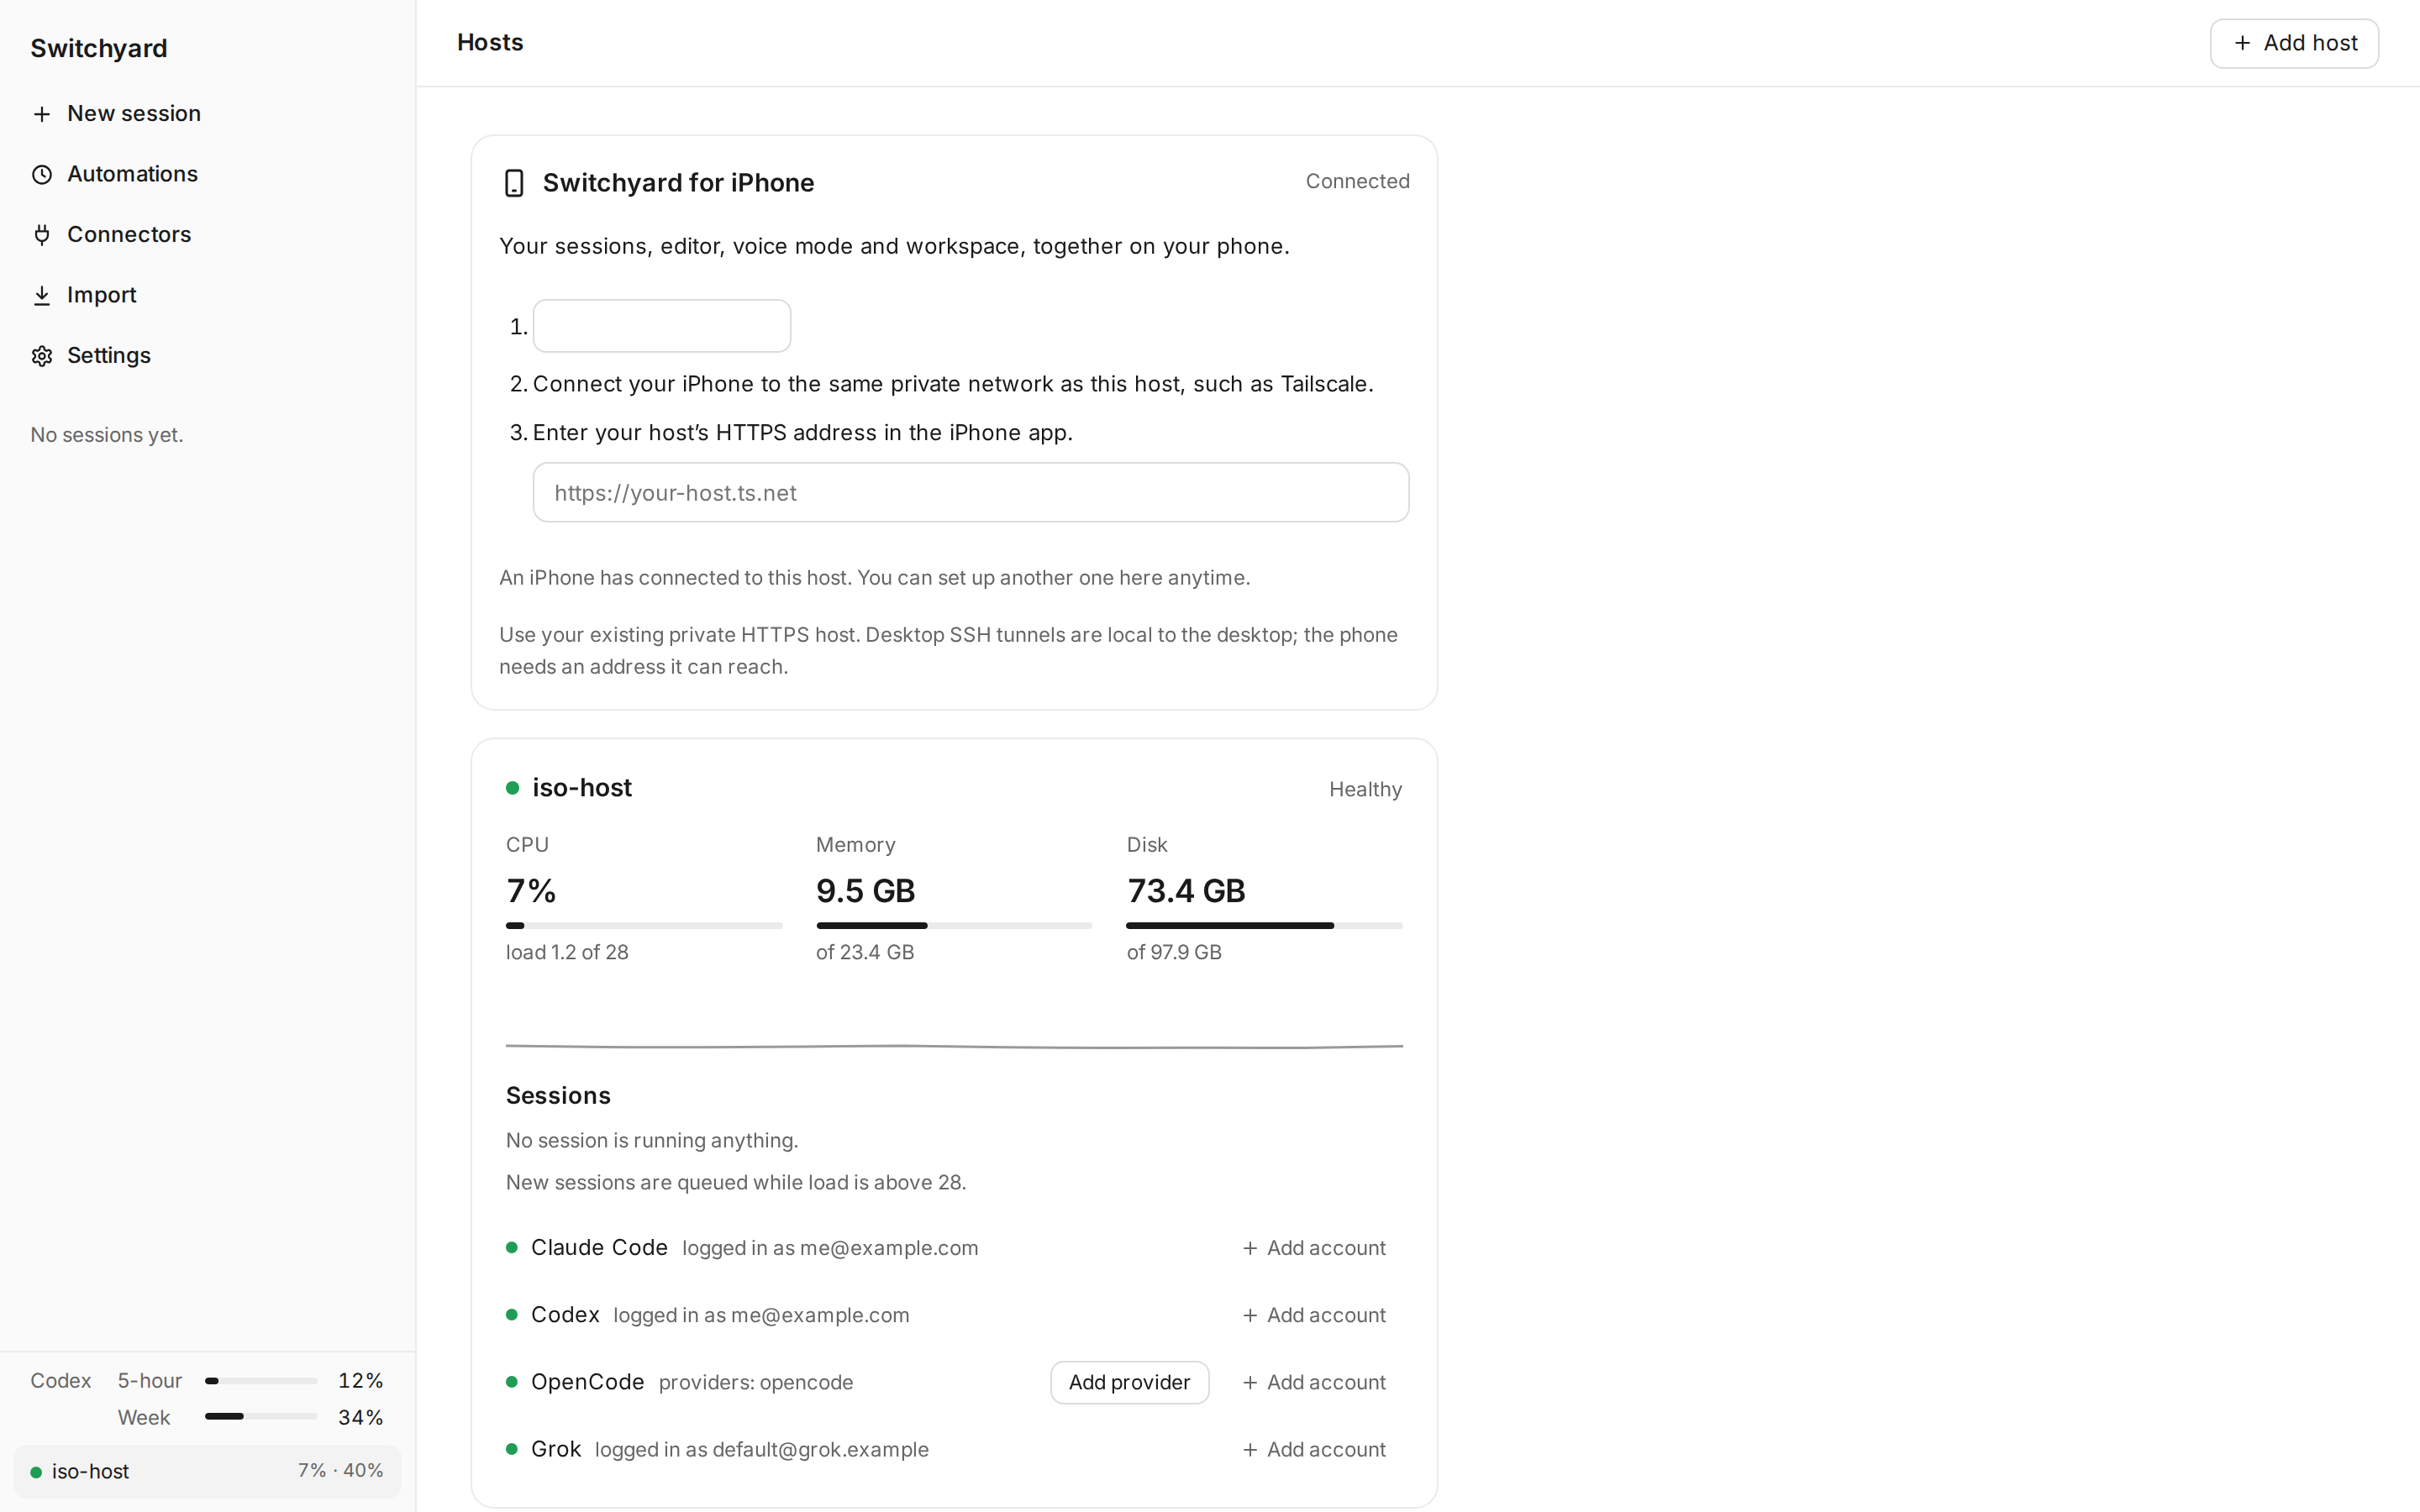 Switchyard
New session
Automations
Connectors
Import
Settings
No sessions yet.
Codex 5-hour 12%
Week 34%
iso-host 7% · 40%
Hosts
+ Add host
Switchyard for iPhone
Connected
Your sessions, editor, voice mode and workspace, together on your phone.
1.
2. Connect your iPhone to the same private network as this host, such as Tailscale.
3. Enter your host’s HTTPS address in the iPhone app.
https://your-host.ts.net
An iPhone has connected to this host. You can set up another one here anytime.
Use your existing private HTTPS host. Desktop SSH tunnels are local to the desktop; the phone
needs an address it can reach.
iso-host
Healthy
CPU
7%
load 1.2 of 28
Memory
9.5 GB
of 23.4 GB
Disk
73.4 GB
of 97.9 GB
Sessions
No session is running anything.
New sessions are queued while load is above 28.
Claude Code logged in as me@example.com + Add account
Codex logged in as me@example.com + Add account
OpenCode providers: opencode Add provider + Add account
Grok logged in as default@grok.example + Add account